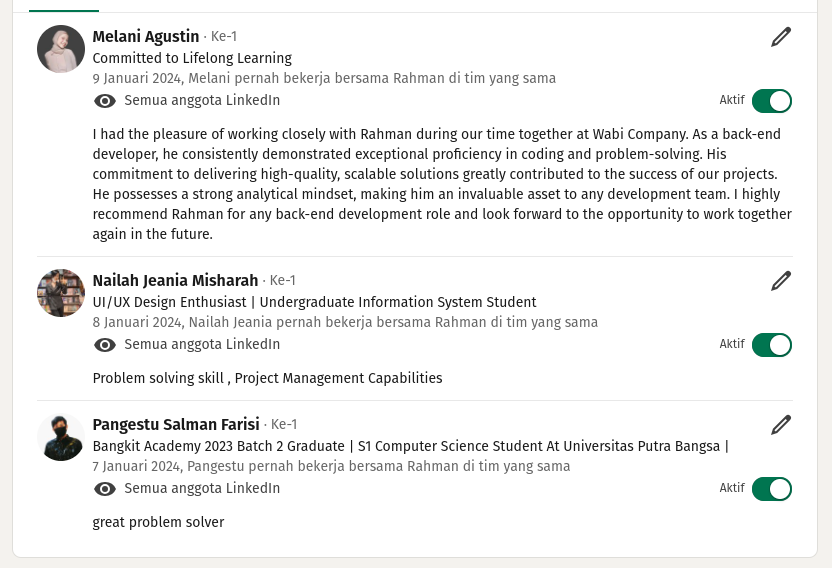 Melani Agustin · Ke-1
Committed to Lifelong Learning
9 Januari 2024, Melani pernah bekerja bersama Rahman di tim yang sama
Semua anggota LinkedIn
Aktif
I had the pleasure of working closely with Rahman during our time together at Wabi Company. As a back-end
developer, he consistently demonstrated exceptional proficiency in coding and problem-solving. His
commitment to delivering high-quality, scalable solutions greatly contributed to the success of our projects.
He possesses a strong analytical mindset, making him an invaluable asset to any development team. I highly
recommend Rahman for any back-end development role and look forward to the opportunity to work together
again in the future.
Nailah Jeania Misharah · Ke-1
UI/UX Design Enthusiast | Undergraduate Information System Student
8 Januari 2024, Nailah Jeania pernah bekerja bersama Rahman di tim yang sama
Semua anggota LinkedIn
Aktif
Problem solving skill , Project Management Capabilities
Pangestu Salman Farisi · Ke-1
Bangkit Academy 2023 Batch 2 Graduate | S1 Computer Science Student At Universitas Putra Bangsa |
7 Januari 2024, Pangestu pernah bekerja bersama Rahman di tim yang sama
Semua anggota LinkedIn
Aktif
great problem solver